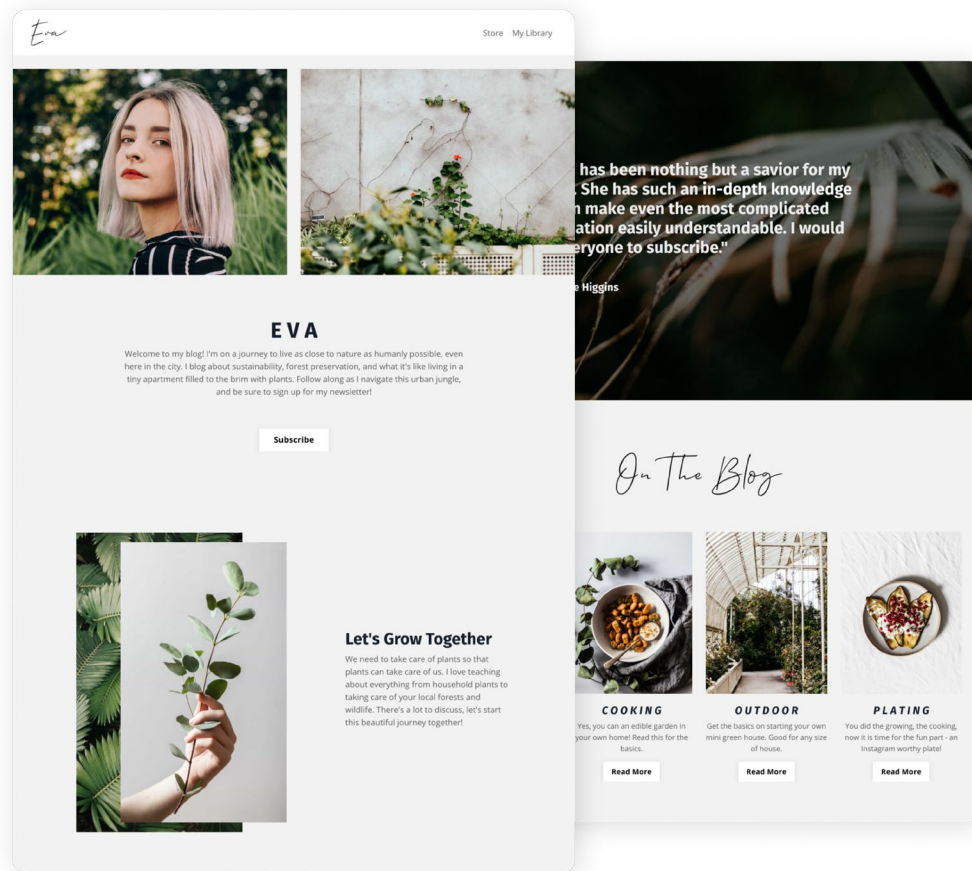 Eva
Store My Library
EVA
Welcome to my blog! I'm on a journey to live as close to nature as humanly possible, even
here in the city. I blog about sustainability, forest preservation, and what it's like living in a
tiny apartment filled to the brim with plants. Follow along as I navigate this urban jungle,
and be sure to sign up for my newsletter!
Subscribe
Let's Grow Together
We need to take care of plants so that
plants can take care of us. I love teaching
about everything from household plants to
taking care of your local forests and
wildlife. There's a lot to discuss, let's start
this beautiful journey together!
has been nothing but a savior for my
. She has such an in-depth knowledge
make even the most complicated
ation easily understandable. I would
eryone to subscribe."
e Higgins
On The Blog
COOKING
Yes, you can an edible garden in
your own home! Read this for the
basics.
Read More
OUTDOOR
Get the basics on starting your own
mini green house. Good for any size
of house.
Read More
PLATING
You did the growing, the cooking,
now it is time for the fun part - an
Instagram worthy plate!
Read More